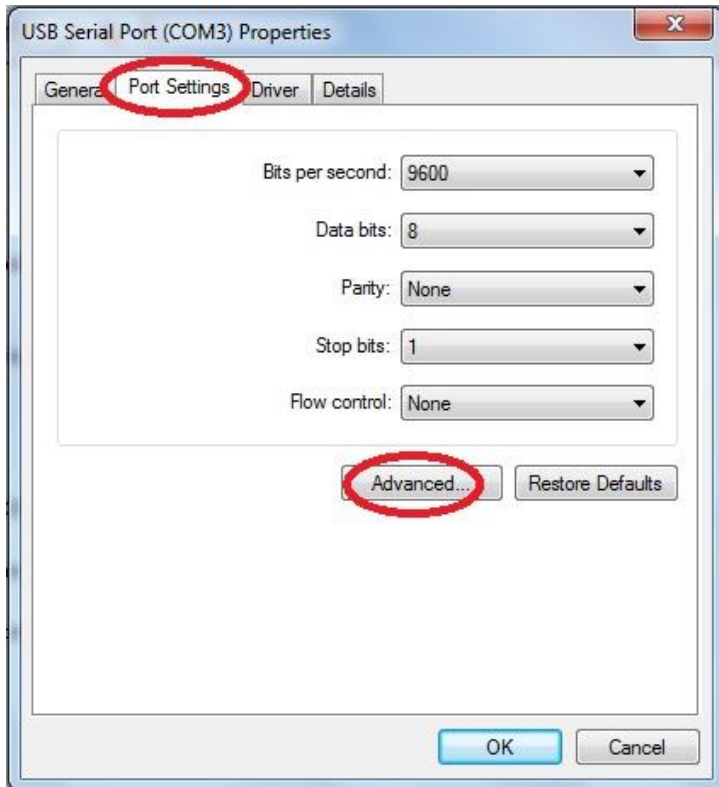 USB Serial Port (COM3) Properties
General Port Settings Driver Details
Bits per second: 9600
Data bits: 8
Parity: None
Stop bits: 1
Flow control: None
Advanced... Restore Defaults
OK Cancel